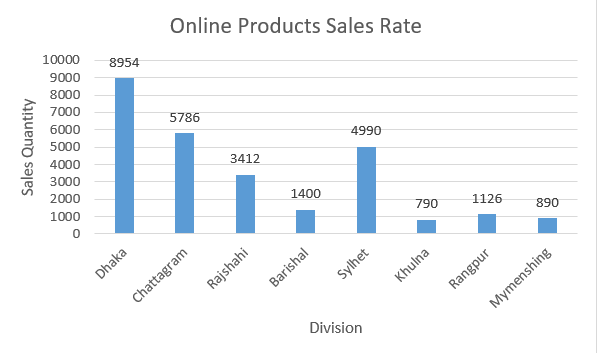 Online Products Sales Rate
Sales Quantity
10000
9000
8000
7000
6000
5000
4000
3000
2000
1000
0
8954
5786
3412
1400
4990
790
1126
890
Dhaka
Chattagram
Rajshahi
Barishal
Sylhet
Khulna
Rangpur
Mymenshing
Division